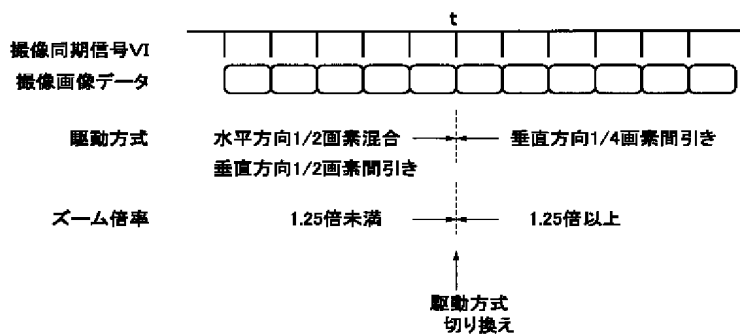 t
撮像同期信号VI
撮像画像データ
駆動方式 水平方向1/2画素混合 垂直方向1/4画素間引き
垂直方向1/2画素間引き
ズーム倍率 1.25倍未満 1.25倍以上
駆動方式
切り換え